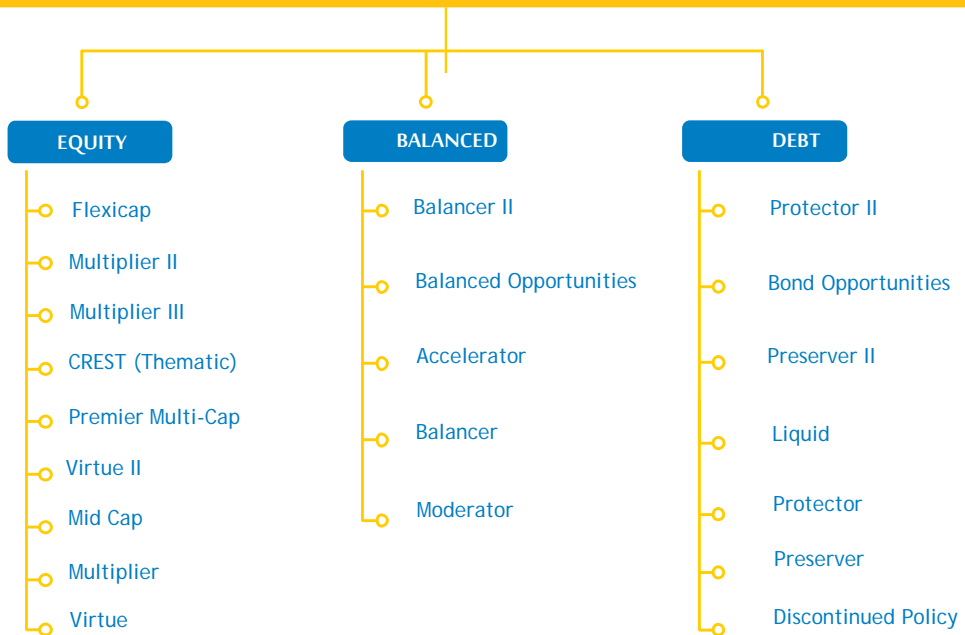 EQUITY
Flexicap
Multiplier II
Multiplier III
CREST (Thematic)
Premier Multi-Cap
Virtue II
Mid Cap
Multiplier
Virtue
BALANCED
Balancer II
Balanced Opportunities
Accelerator
Balancer
Moderator
DEBT
Protector II
Bond Opportunities
Preserver II
Liquid
Protector
Preserver
Discontinued Policy